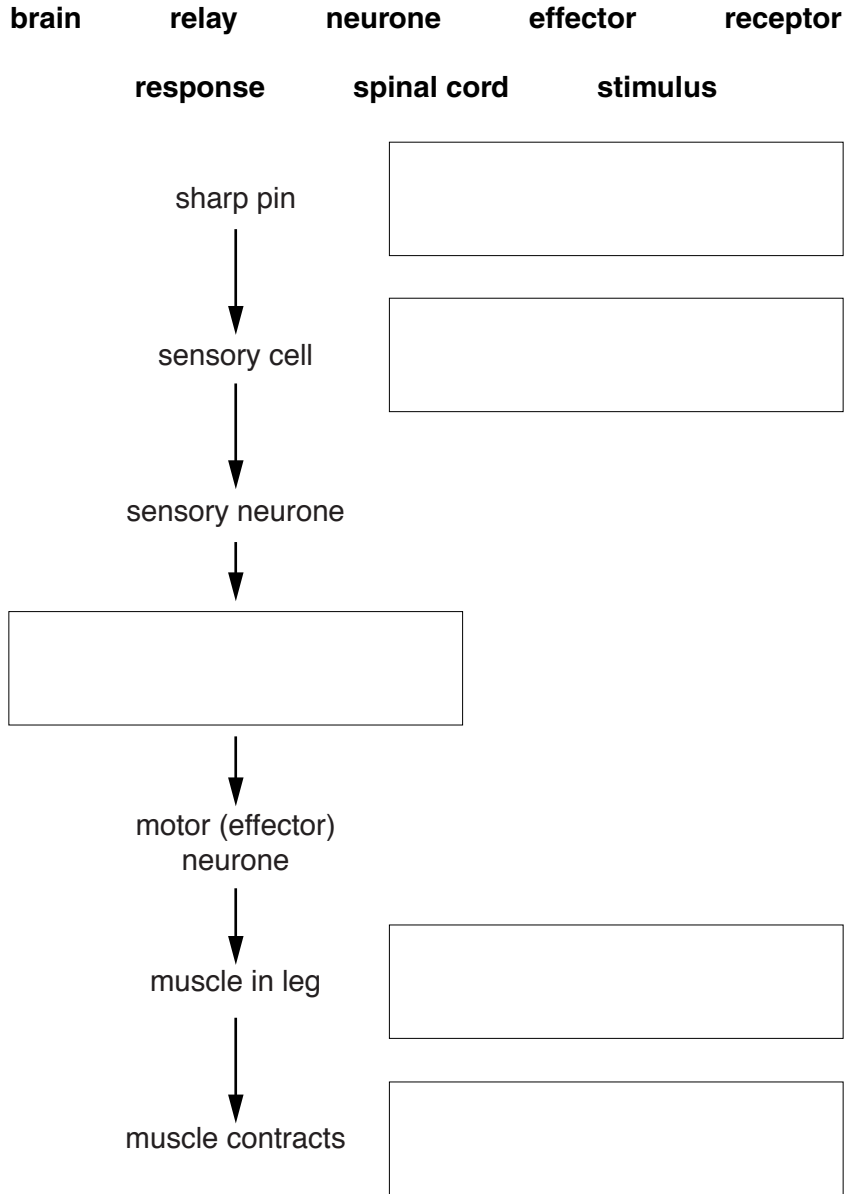 brain relay neurone effector receptor
response spinal cord stimulus
sharp pin
sensory cell
sensory neurone
motor (effector)
neurone
muscle in leg
muscle contracts